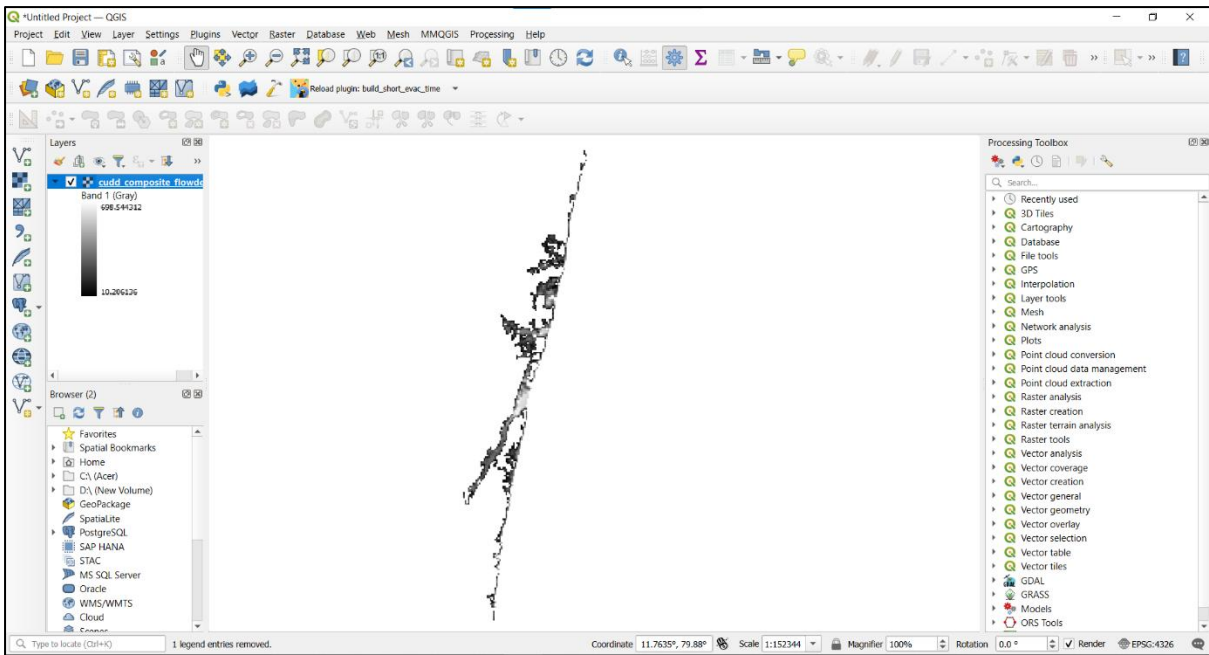 *Untitled Project — QGIS
Project Edit View Layer Settings Plugins Vector Raster Database Web Mesh MMQGIS Processing Help
Reload plugin: build_short_evac_time
Layers
cudd_composite_flowde
Band 1 (Gray)
698.544312
10.206136
Browser (2)
Favorites
Spatial Bookmarks
Home
C:\ (Acer)
D:\ (New Volume)
GeoPackage
SpatiaLite
PostgreSQL
SAP HANA
STAC
MS SQL Server
Oracle
WMS/WMTS
Cloud
Scenes
Processing Toolbox
Search...
Recently used
3D Tiles
Cartography
Database
File tools
GPS
Interpolation
Layer tools
Mesh
Network analysis
Plots
Point cloud conversion
Point cloud data management
Point cloud extraction
Raster analysis
Raster creation
Raster terrain analysis
Raster tools
Vector analysis
Vector coverage
Vector creation
Vector general
Vector geometry
Vector overlay
Vector selection
Vector table
Vector tiles
GDAL
GRASS
Models
ORS Tools
Type to locate (Ctrl+K) 1 legend entries removed. Coordinate 11.7635°, 79.88° Scale 1:152344 Magnifier 100% Rotation 0.0 ° Render EPSG:4326